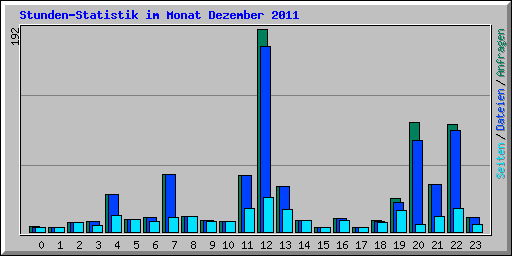 Stunden-Statistik im Monat Dezember 2011
192
Seiten / Dateien / Anfragen
0 1 2 3 4 5 6 7 8 9 10 11 12 13 14 15 16 17 18 19 20 21 22 23